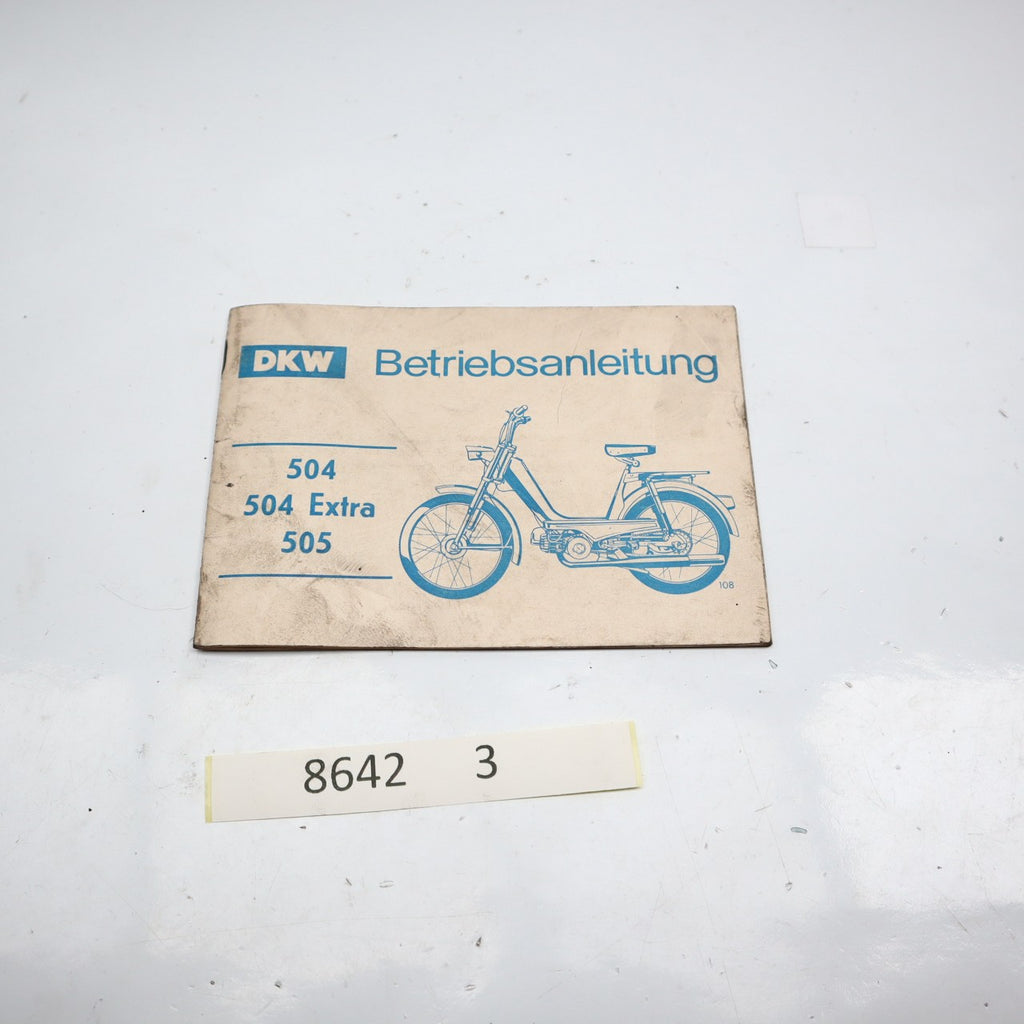 DKW Betriebsanleitung
504
504 Extra
505
108
8642 3